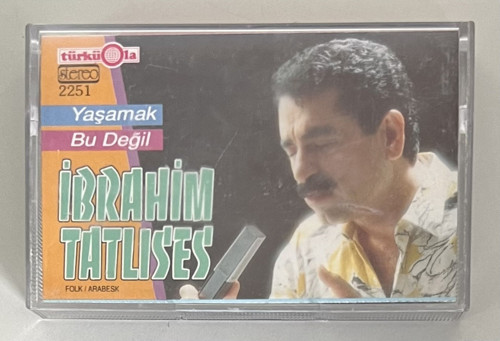 türküola
stereo
2251
Yaşamak
Bu Değil
İBRAHİM
TATLISES
FOLK / ARABESK